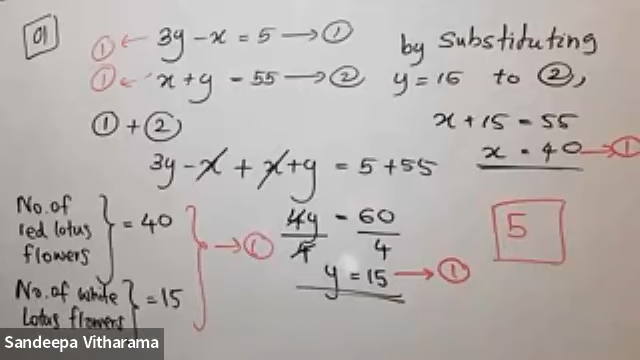 01
① ← 3y - x = 5 → ①
① ← x + y = 55 → ②
① + ②
3y - x + x + y = 5 + 55
4y/4 = 60/4
y = 15 → ①
by Substiduting
y = 15 to ②,
x + 15 = 55
x = 40 → ①
No. of red lotus flowers } = 40
No. of white Lotus flowers } = 15
} → ①
5
Sandeepa Vitharama